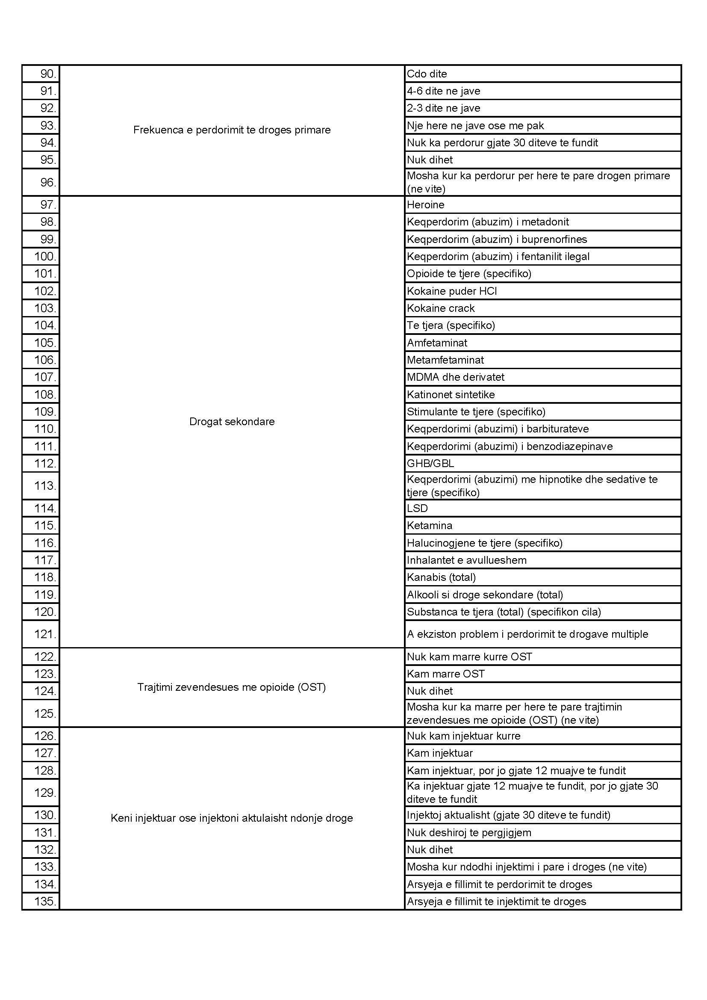 90. Cdo dite
91. 4-6 dite ne jave
92. 2-3 dite ne jave
93. Nje here ne jave ose me pak
Frekuenca e perdorimit te droges primare
94. Nuk ka perdorur gjate 30 diteve te fundit
95. Nuk dihet
96. Mosha kur ka perdorur per here te pare drogen primare
(ne vite)
97. Heroine
98. Keqperdorim (abuzim) i metadonit
99. Keqperdorim (abuzim) i buprenorfines
100. Keqperdorim (abuzim) i fentanilit ilegal
101. Opioide te tjere (specifiko)
102. Kokaine puder HCl
103. Kokaine crack
104. Te tjera (specifiko)
105. Amfetaminat
106. Metamfetaminat
107. MDMA dhe derivatet
108. Katinonet sintetike
109. Stimulante te tjere (specifiko)
Drogat sekondare
110. Keqperdorimi (abuzimi) i barbiturateve
111. Keqperdorimi (abuzimi) i benzodiazepinave
112. GHB/GBL
113. Keqperdorimi (abuzimi) me hipnotike dhe sedative te
tjere (specifiko)
114. LSD
115. Ketamina
116. Halucinogjene te tjere (specifiko)
117. Inhalantet e avullueshem
118. Kanabis (total)
119. Alkooli si droge sekondare (total)
120. Substanca te tjera (total) (specifikon cila)
121. A ekziston problem i perdorimit te drogave multiple
122. Nuk kam marre kurre OST
123. Kam marre OST
Trajtimi zevendesues me opioide (OST)
124. Nuk dihet
125. Mosha kur ka marre per here te pare trajtimin
zevendesues me opioide (OST) (ne vite)
126. Nuk kam injektuar kurre
127. Kam injektuar
128. Kam injektuar, por jo gjate 12 muajve te fundit
129. Ka injektuar gjate 12 muajve te fundit, por jo gjate 30
diteve te fundit
130. Injektoj aktualisht (gjate 30 diteve te fundit)
Keni injektuar ose injektoni aktulaisht ndonje droge
131. Nuk deshiroj te pergjigjem
132. Nuk dihet
133. Mosha kur ndodhi injektimi i pare i droges (ne vite)
134. Arsyeja e fillimit te perdorimit te droges
135. Arsyeja e fillimit te injektimit te droges